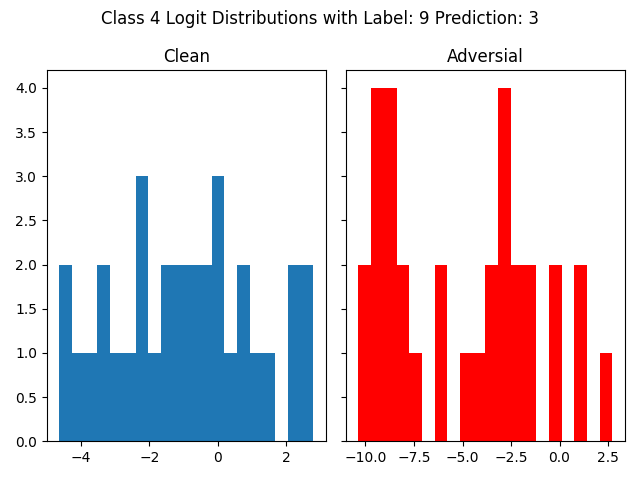 Class 4 Logit Distributions with Label: 9 Prediction: 3
Clean
Adversial
4.0
3.5
3.0
2.5
2.0
1.5
1.0
0.5
0.0
−4 −2 0 2
−10.0 −7.5 −5.0 −2.5 0.0 2.5